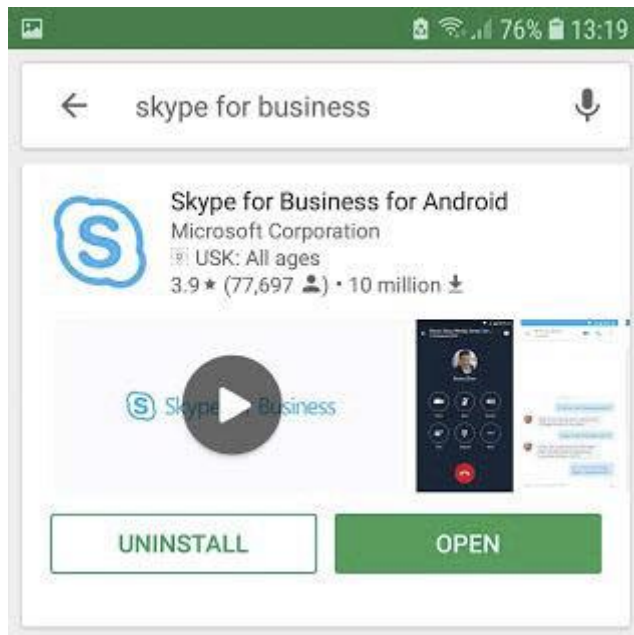 76% 13:19
skype for business
Skype for Business for Android
Microsoft Corporation
USK: All ages
3.9★ (77,697) • 10 million
Skype for Business
UNINSTALL
OPEN